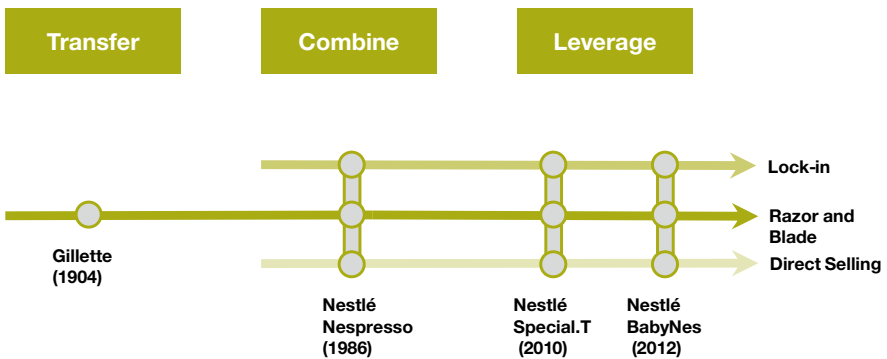 Transfer
Combine
Leverage
Lock-in
Razor and
Blade
Direct Selling
Gillette
(1904)
Nestlé
Nespresso
(1986)
Nestlé
Special.T
(2010)
Nestlé
BabyNes
(2012)